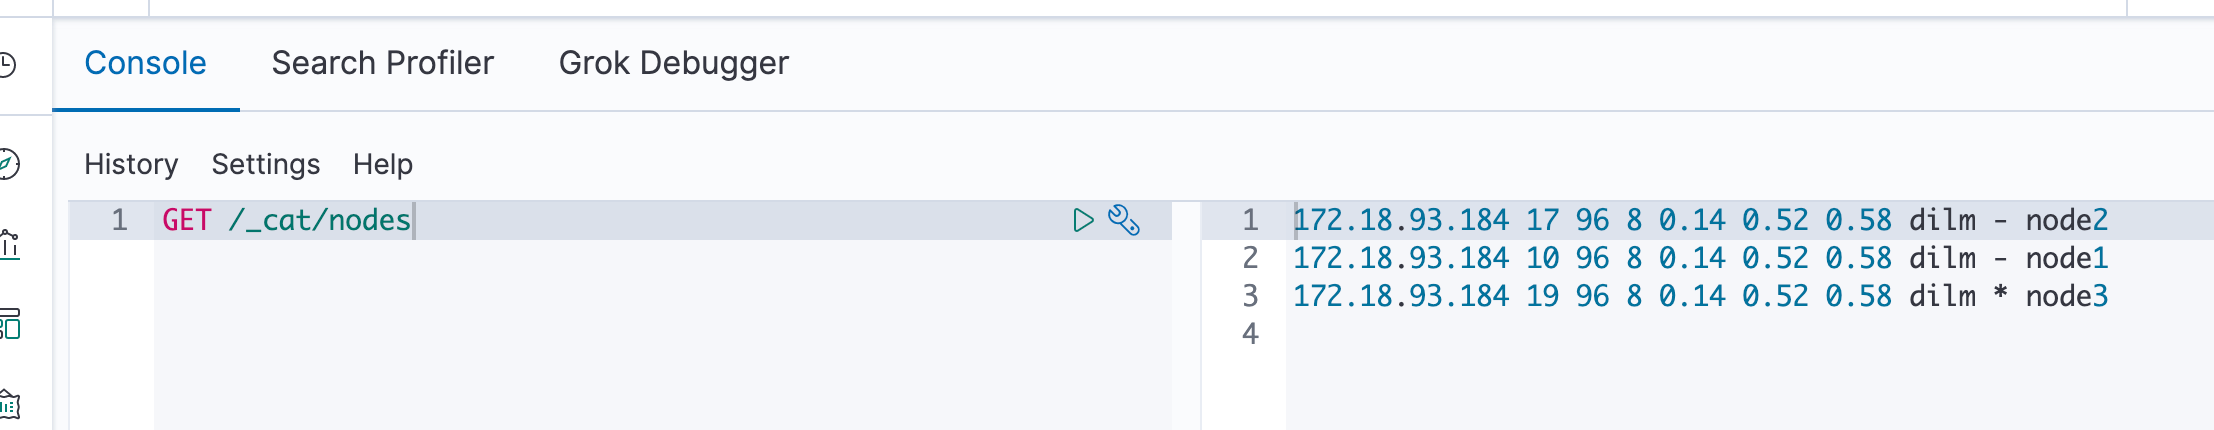 Console Search Profiler Grok Debugger
History Settings Help
1 GET /_cat/nodes
1 172.18.93.184 17 96 8 0.14 0.52 0.58 dilm - node2
2 172.18.93.184 10 96 8 0.14 0.52 0.58 dilm - node1
3 172.18.93.184 19 96 8 0.14 0.52 0.58 dilm * node3
4